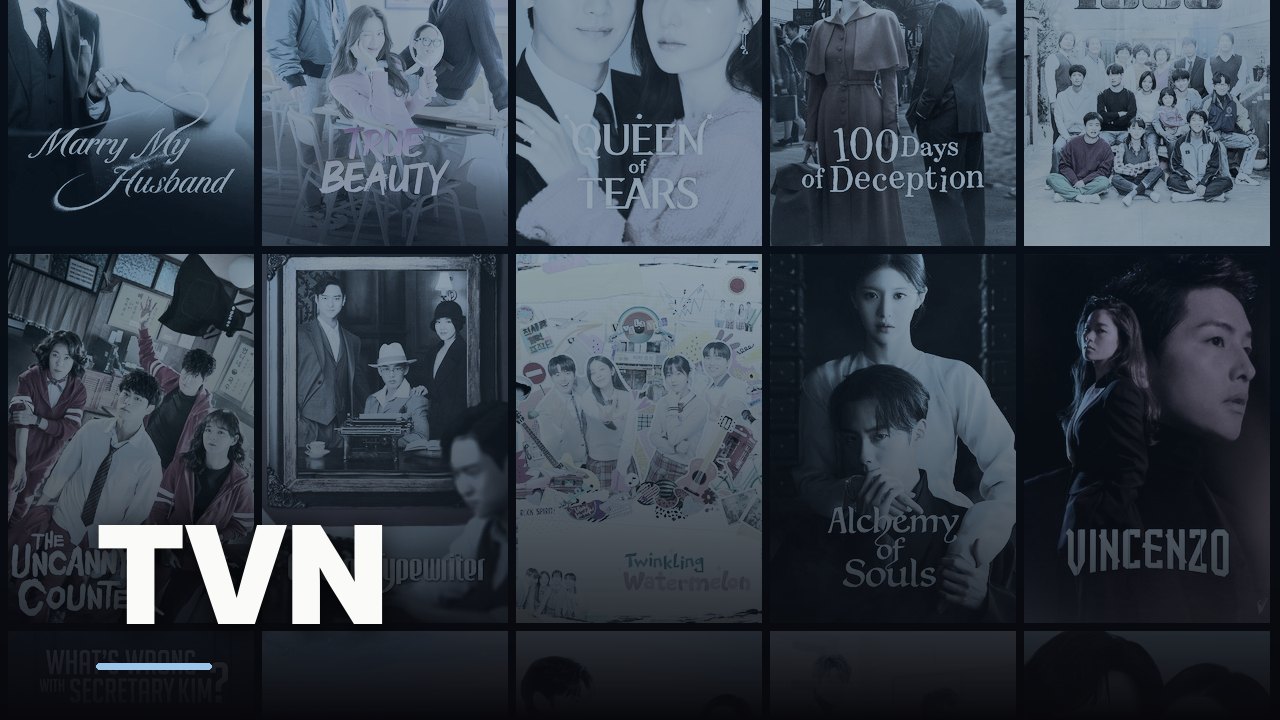 Marry My
Husband
TRUE
BEAUTY
QUEEN
of
TEARS
100 Days
of Deception
THE
UNCANN
COUNTE
ypewriter
Twinkling
Watermelon
Alchemy
of
Souls
VINCENZO
TVN
WHAT'S WRONG
WITH SECRETARY KIM?